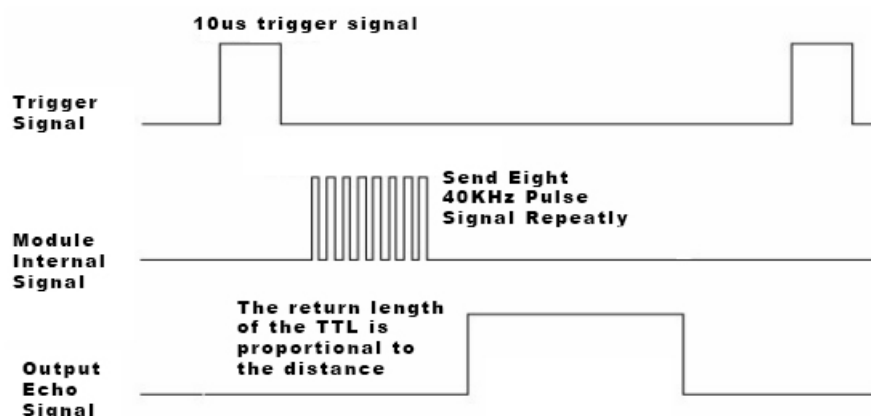 10us trigger signal
Trigger
Signal
Send Eight
40KHz Pulse
Signal Repeatly
Module
Internal
Signal
The return length
of the TTL is
proportional to
the distance
Output
Echo
Signal